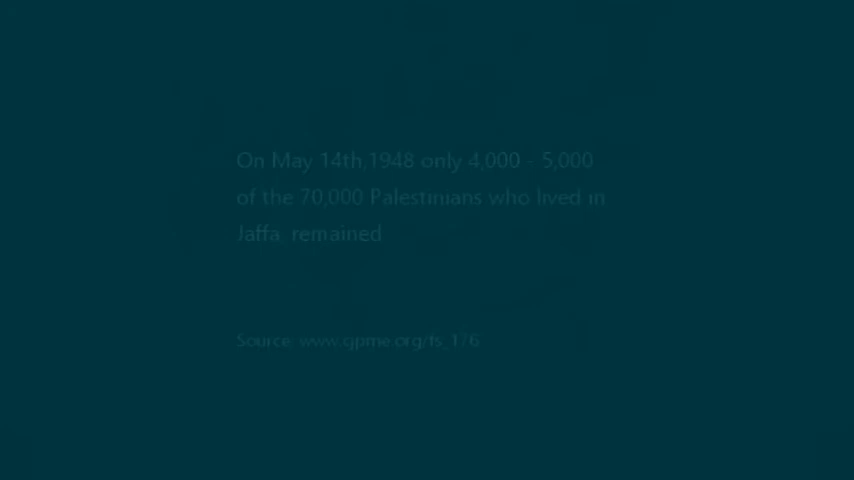 On May 14th,1948 only 4,000 - 5,000
of the 70,000 Palestinians who lived in
Jaffa, remained
Source: www.cjpme.org/fs_176